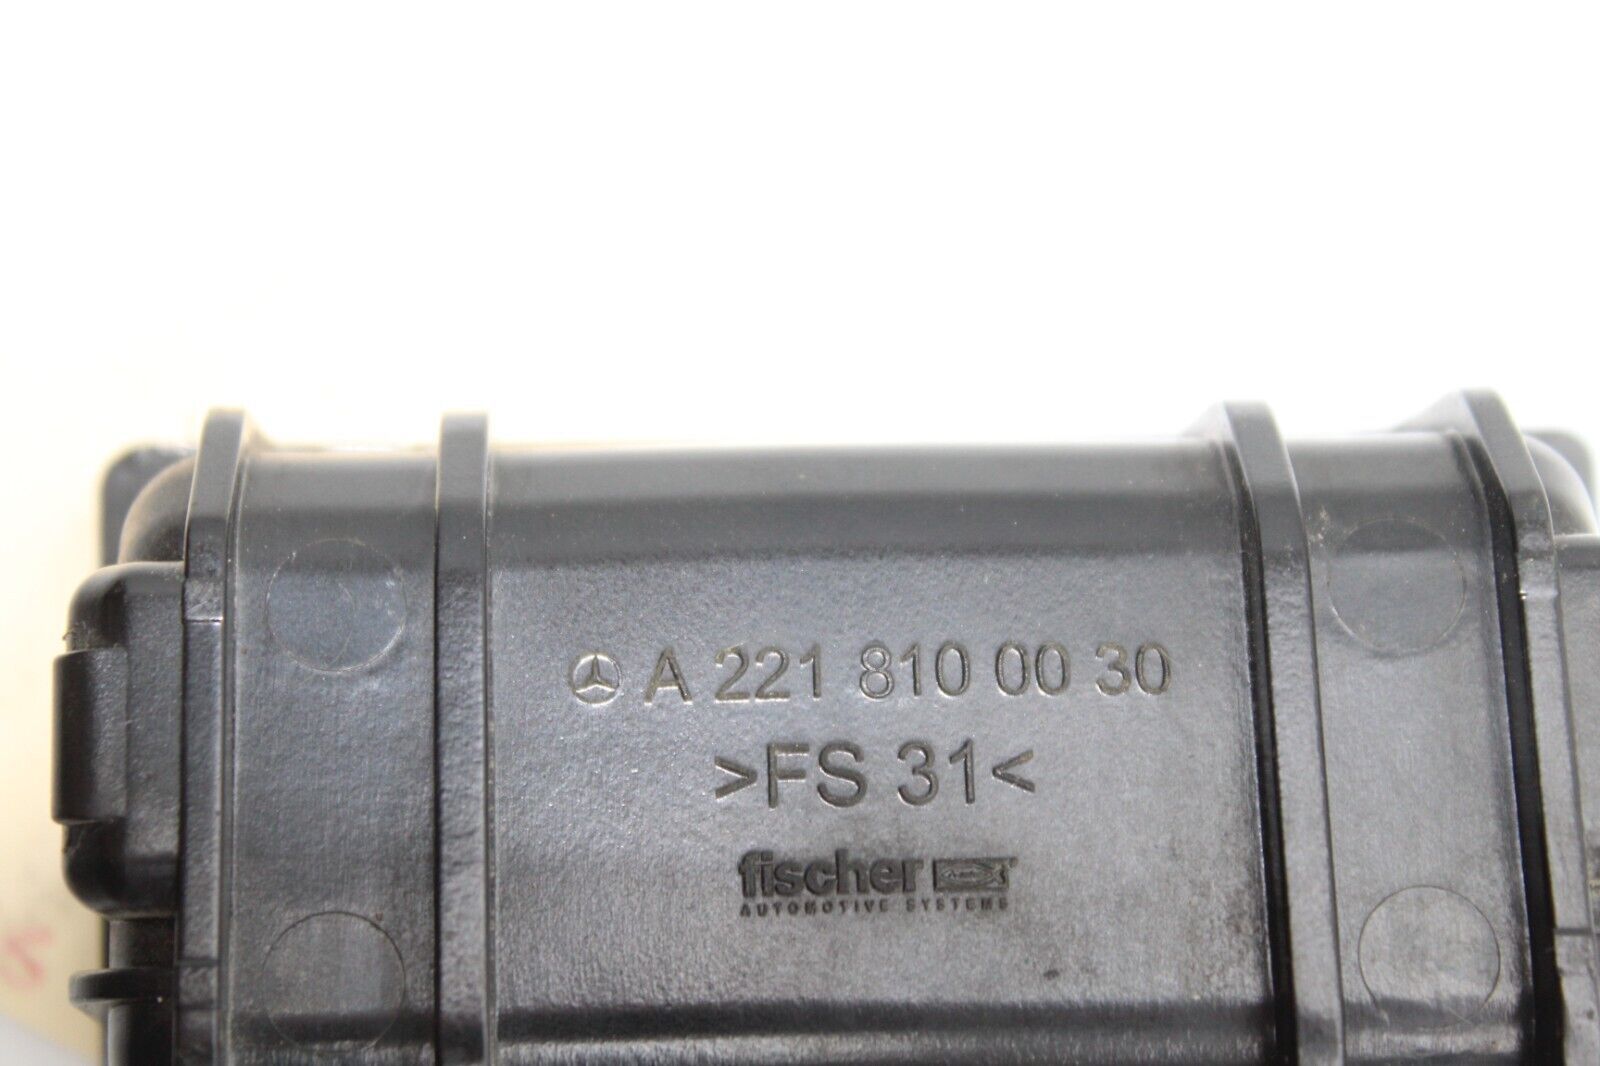 A 221 810 00 30
>FS 31<
fischer
AUTOMOTIVE SYSTEMS